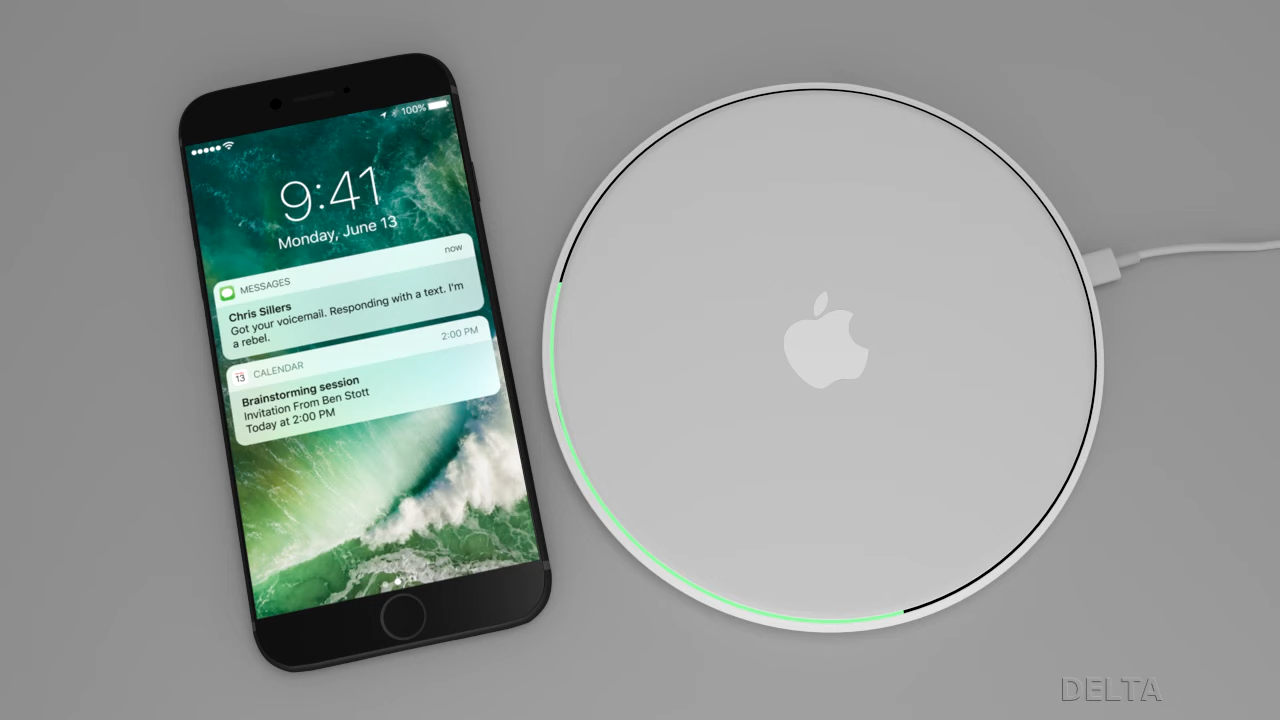 100%
9:41
Monday, June 13
MESSAGES now
Chris Sillers
Got your voicemail. Responding with a text. I'm
a rebel.
13 CALENDAR 2:00 PM
Brainstorming session
Invitation From Ben Stott
Today at 2:00 PM
DELTA